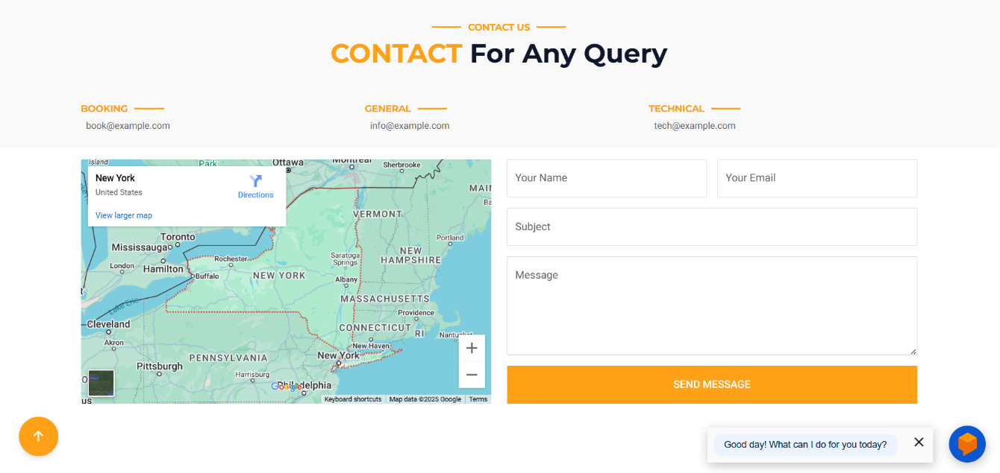 CONTACT US
CONTACT For Any Query
BOOKING
book@example.com
GENERAL
info@example.com
TECHNICAL
tech@example.com
Island
Park
Ottawa
Montreal
Sherbrooke
New York
United States
Directions
View larger map
MAIN
Ba
VERMONT
Toronto
Mississauga
Portland
London
Hamilton
Rochester
Saratoga
Springs
NEW
HAMPSHIRE
Buffalo
NEW YORK
Albany
Lake Erie
MASSACHUSETTS
Providence
Cleveland
CONNECTICUT
RI
Nantucket
Akron
New Haven
New York
PENNSYLVANIA
Pittsburgh
Harrisburg
Philadelphia
Google
us
Keyboard shortcuts
Map data ©2025 Google
Terms
Your Name
Your Email
Subject
Message
SEND MESSAGE
Good day! What can I do for you today?